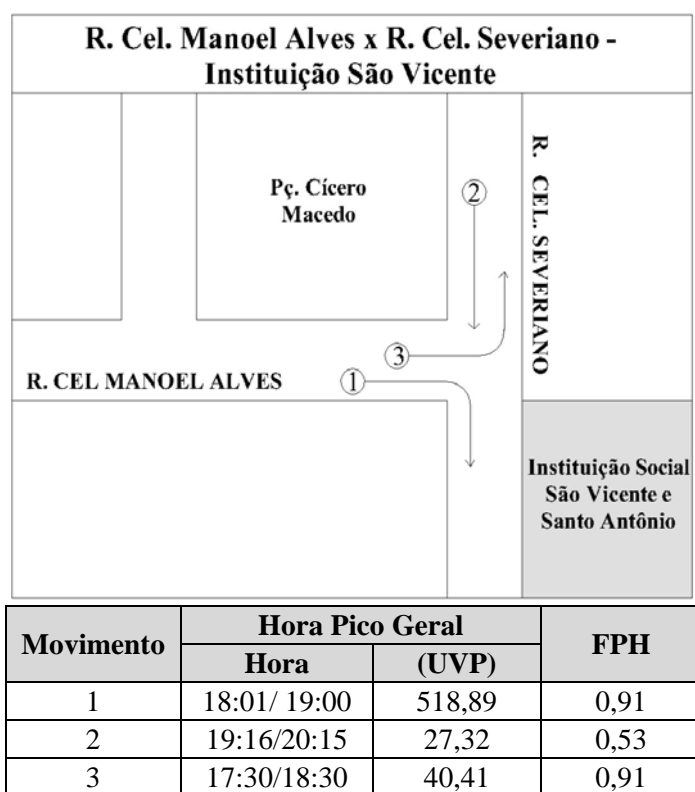 R. Cel. Manoel Alves x R. Cel. Severiano -
Instituição São Vicente
Pç. Cícero
Macedo
2
R. CEL. SEVERIANO
3
R. CEL MANOEL ALVES
1
Instituição Social
São Vicente e
Santo Antônio
Movimento Hora Pico Geral FPH
Hora (UVP)
1 18:01/ 19:00 518,89 0,91
2 19:16/20:15 27,32 0,53
3 17:30/18:30 40,41 0,91